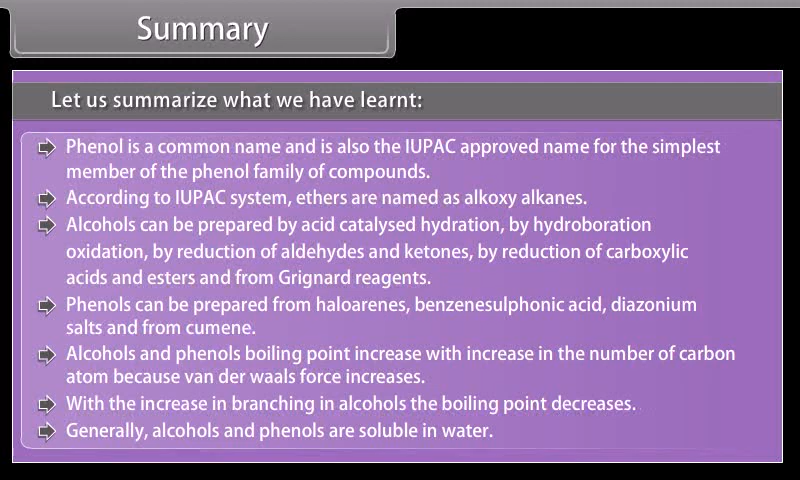 Summary
Let us summarize what we have learnt:
Phenol is a common name and is also the IUPAC approved name for the simplest
member of the phenol family of compounds.
According to IUPAC system, ethers are named as alkoxy alkanes.
Alcohols can be prepared by acid catalysed hydration, by hydroboration
oxidation, by reduction of aldehydes and ketones, by reduction of carboxylic
acids and esters and from Grignard reagents.
Phenols can be prepared from haloarenes, benzenesulphonic acid, diazonium
salts and from cumene.
Alcohols and phenols boiling point increase with increase in the number of carbon
atom because van der waals force increases.
With the increase in branching in alcohols the boiling point decreases.
Generally, alcohols and phenols are soluble in water.